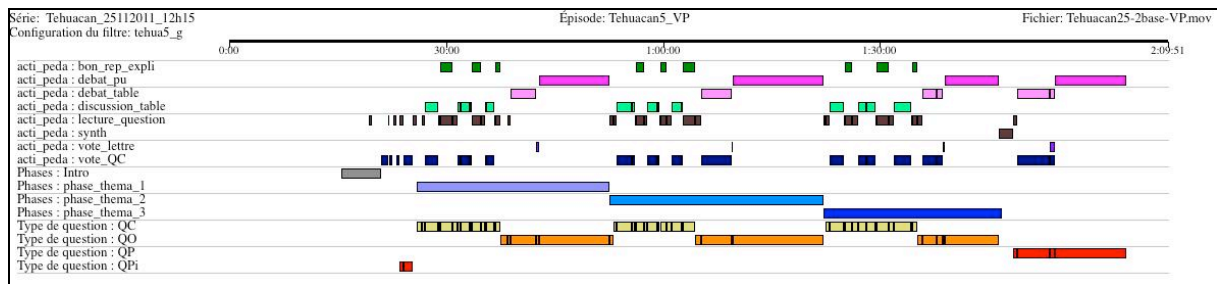 Série: Tehuacan_25112011_12h15 Épisode: Tehuacan5_VP Fichier: Tehuacan25-2base-VP.mov
Configuration du filtre: tehua5_g
0:00 30:00 1:00:00 1:30:00 2:09:51
acti_peda : bon_rep_expli
acti_peda : debat_pu
acti_peda : debat_table
acti_peda : discussion_table
acti_peda : lecture_question
acti_peda : synth
acti_peda : vote_lettre
acti_peda : vote_QC
Phases : Intro
Phases : phase_thema_1
Phases : phase_thema_2
Phases : phase_thema_3
Type de question : QC
Type de question : QO
Type de question : QP
Type de question : QPi